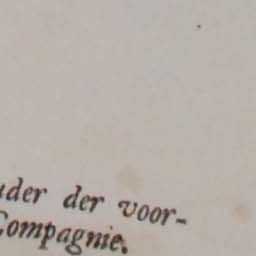 der der voor-
Compagnie.